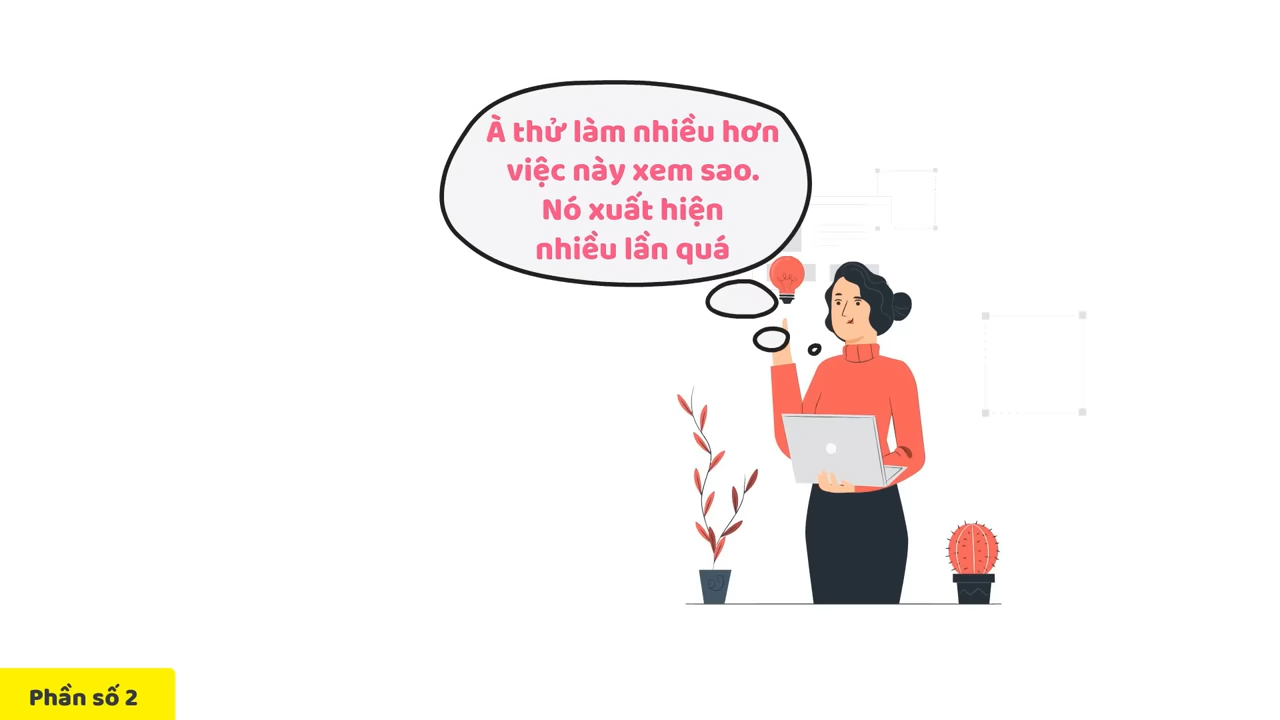 À thử làm nhiều hơn
việc này xem sao.
Nó xuất hiện
nhiều lần quá
Phần số 2